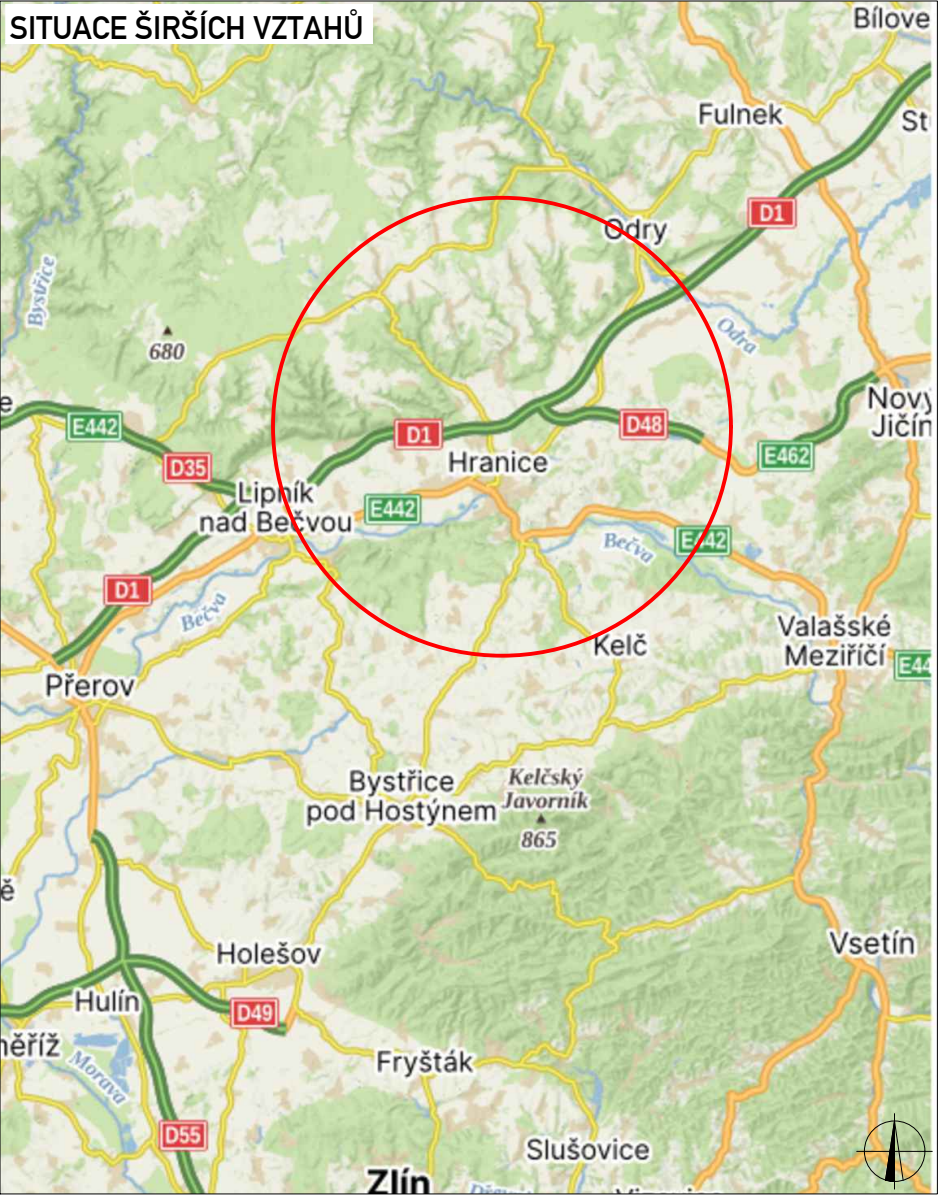 SITUACE ŠIRŠÍCH VZTAHŮ
Bílove
Fulnek
St
D1
Odry
Bystřice
Odra
680
e
E442
D1
D48
Nový
Jičín
D35
Hranice
E462
Lipník
nad Bečvou
E442
E442
Bečva
D1
Bečva
Valašské
Meziříčí
Kelč
E44
Přerov
Bystřice
pod Hostýnem
Kelčský
Javorník
865
ě
Holešov
Vsetín
Hulín
D49
něříž
Morava
Fryšták
D55
Slušovice
Zlín